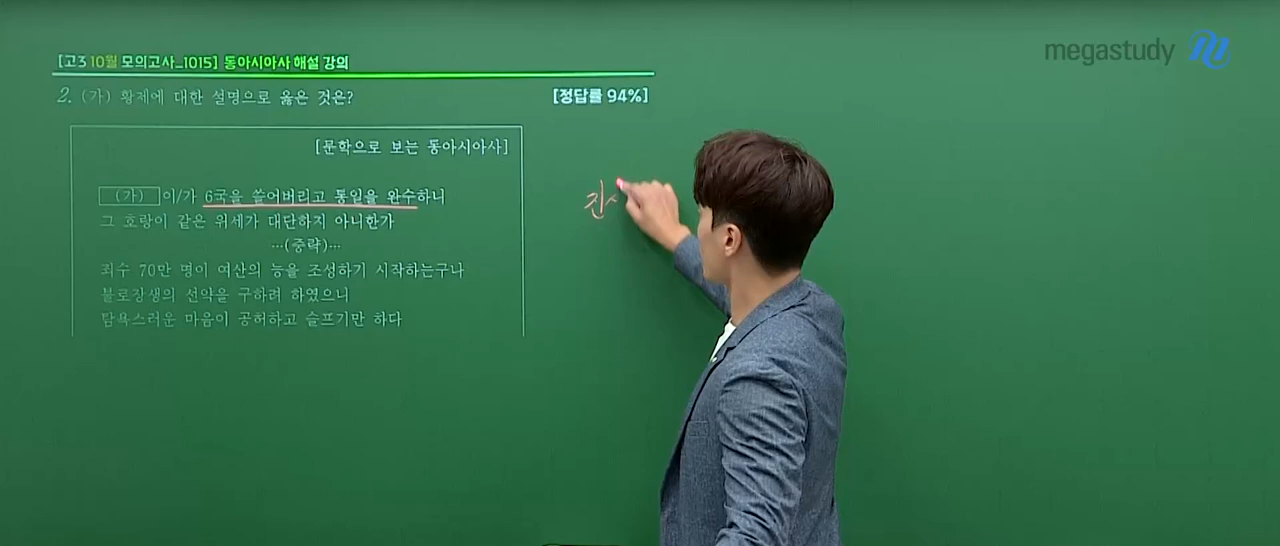 megastudy
[고3 10월 모의고사_1015] 동아시아사 해설 강의
2. (가) 황제에 대한 설명으로 옳은 것은?
[정답률 94%]
[문학으로 보는 동아시아사]
(가) 이/가 6국을 쓸어버리고 통일을 완수하니
그 호랑이 같은 위세가 대단하지 아니한가
…(중략)…
죄수 70만 명이 여산의 능을 조성하기 시작하는구나
불로장생의 선약을 구하려 하였으니
탐욕스러운 마음이 공허하고 슬프기만 하다
진